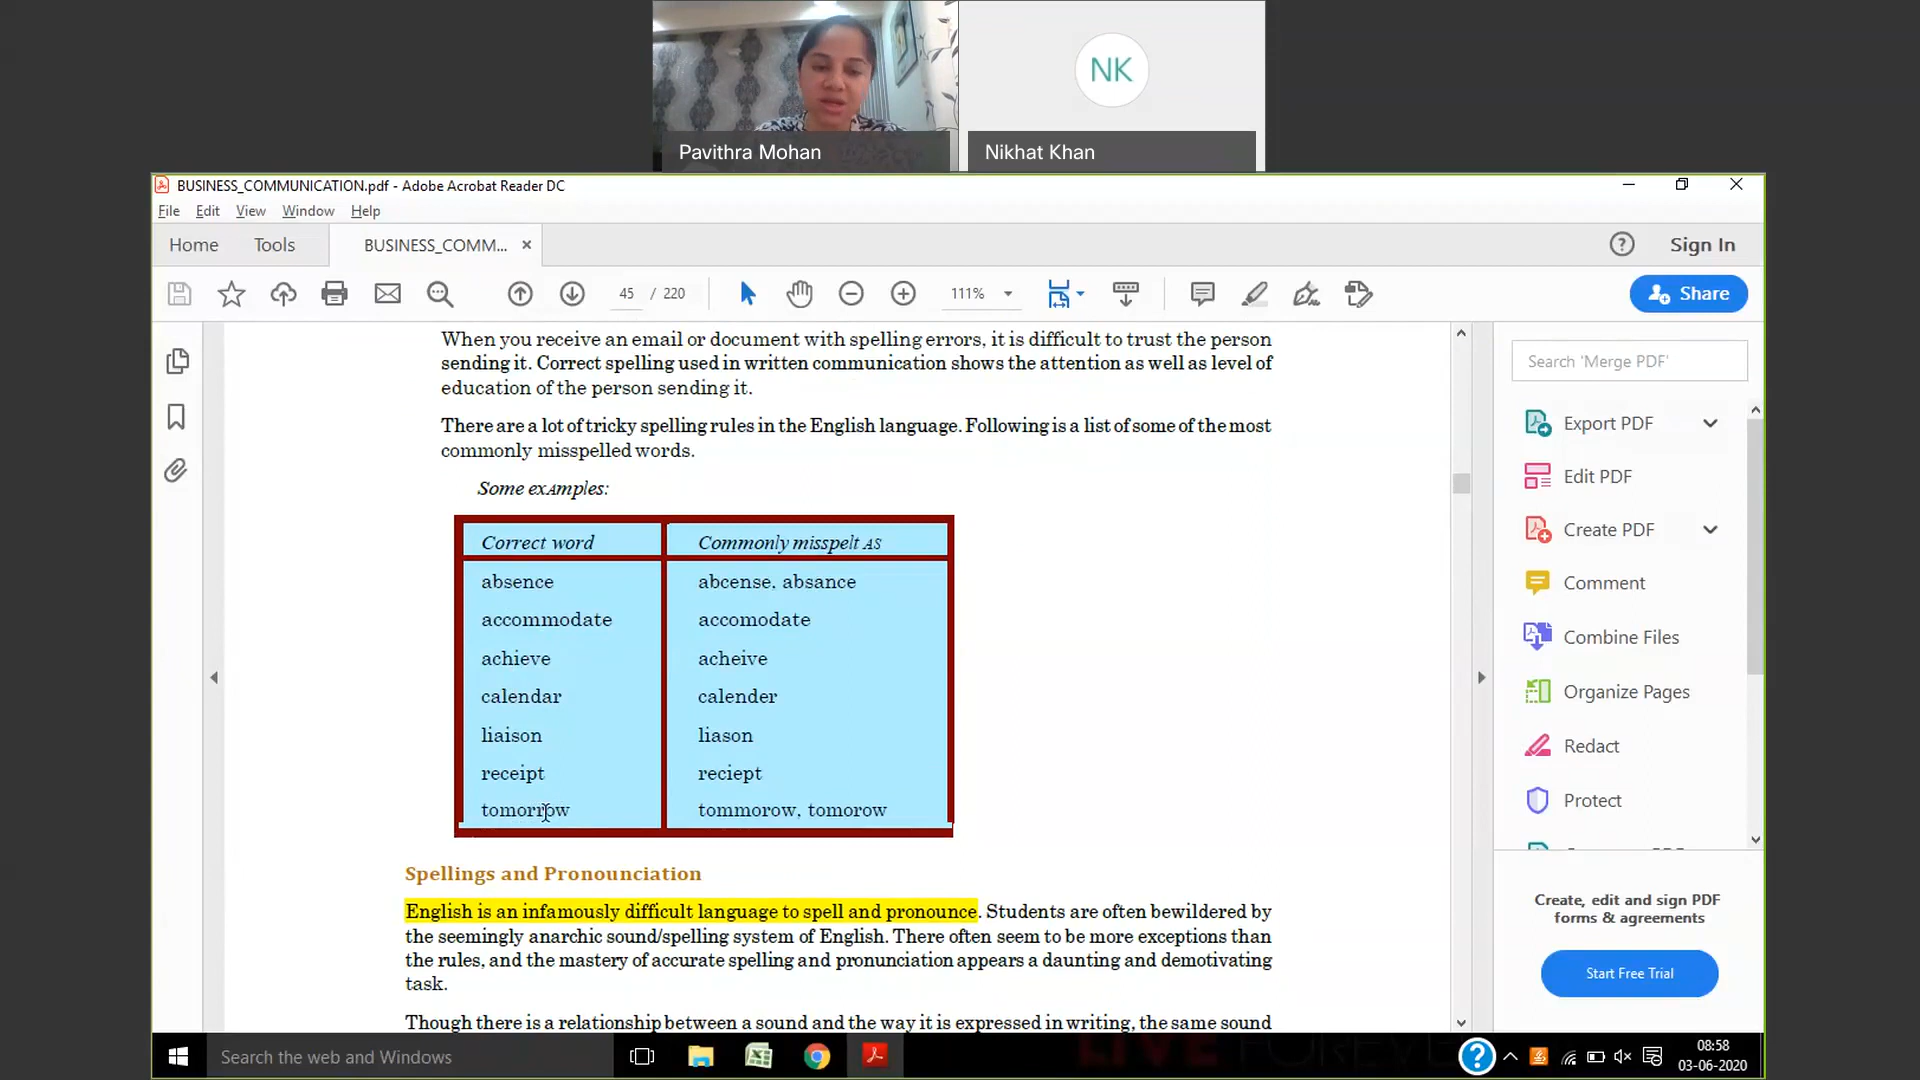 NK
Pavithra Mohan
Nikhat Khan
BUSINESS_COMMUNICATION.pdf - Adobe Acrobat Reader DC
File Edit View Window Help
Home Tools BUSINESS_COMM... ×
? Sign In
45 / 220 111% Share
When you receive an email or document with spelling errors, it is difficult to trust the person
sending it. Correct spelling used in written communication shows the attention as well as level of
education of the person sending it.
There are a lot of tricky spelling rules in the English language. Following is a list of some of the most
commonly misspelled words.
Some exAmples:
Correct word Commonly misspelt AS
absence abcense, absance
accommodate accomodate
achieve acheive
calendar calender
liaison liason
receipt reciept
tomorrow tommorow, tomorow
Spellings and Pronounciation
English is an infamously difficult language to spell and pronounce. Students are often bewildered by
the seemingly anarchic sound/spelling system of English. There often seem to be more exceptions than
the rules, and the mastery of accurate spelling and pronunciation appears a daunting and demotivating
task.
Though there is a relationship between a sound and the way it is expressed in writing, the same sound
Search 'Merge PDF'
Export PDF
Edit PDF
Create PDF
Comment
Combine Files
Organize Pages
Redact
Protect
Create, edit and sign PDF
forms & agreements
Start Free Trial
Search the web and Windows
08:58
03-06-2020